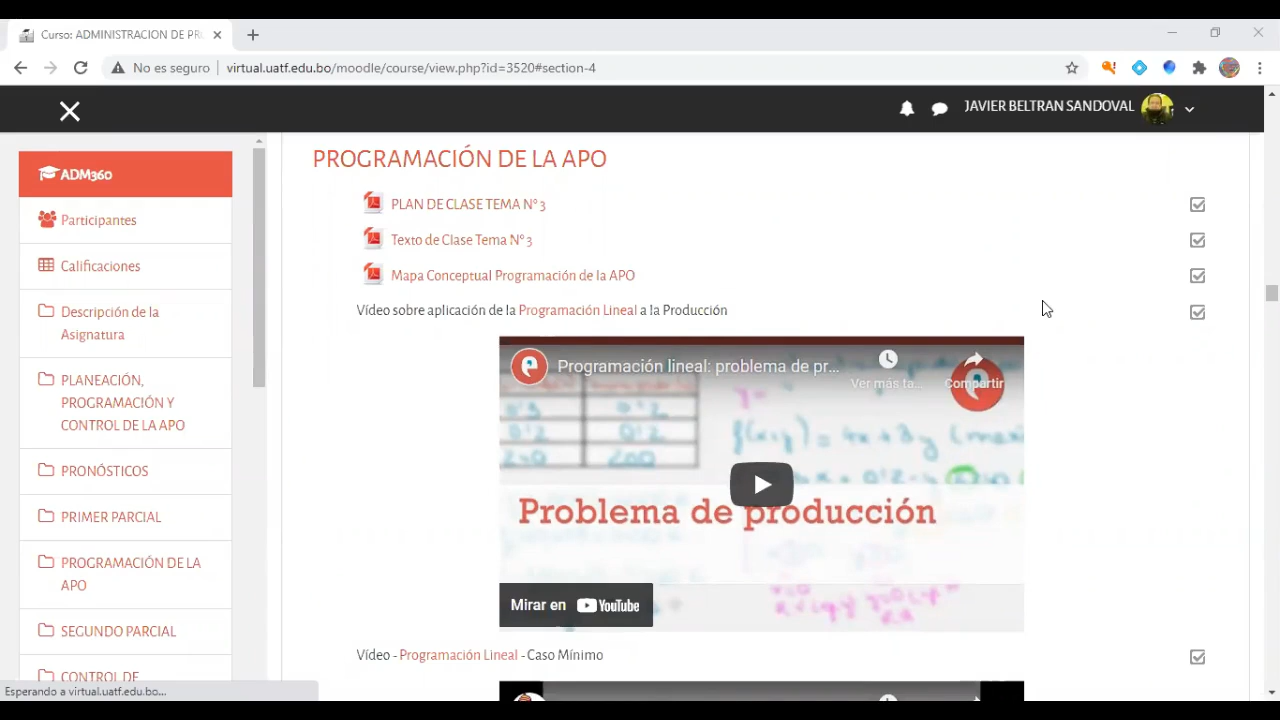 Curso: ADMINISTRACION DE PR
No es seguro
virtual.uatf.edu.bo/moodle/course/view.php?id=3520#section-4
JAVIER BELTRAN SANDOVAL
ADM360
Participantes
Calificaciones
Descripción de la
Asignatura
PLANEACIÓN,
PROGRAMACIÓN Y
CONTROL DE LA APO
PRONÓSTICOS
PRIMER PARCIAL
PROGRAMACIÓN DE LA
APO
SEGUNDO PARCIAL
CONTROL DE
Esperando a virtual.uatf.edu.bo...
PROGRAMACIÓN DE LA APO
PLAN DE CLASE TEMA Nº 3
Texto de Clase Tema Nº 3
Mapa Conceptual Programación de la APO
Vídeo sobre aplicación de la Programación Lineal a la Producción
Programación lineal: problema de pr...
Ver más ta...
Compartir
Problema de producción
Mirar en YouTube
Vídeo - Programación Lineal - Caso Mínimo